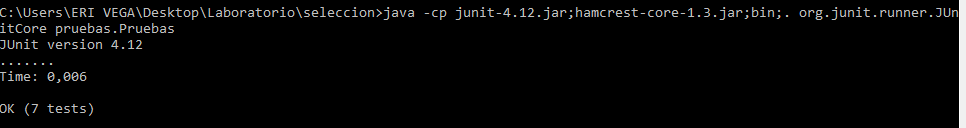 C:\Users\ERI VEGA\Desktop\Laboratorio\seleccion>java -cp junit-4.12.jar;hamcrest-core-1.3.jar;bin;. org.junit.runner.JUn
itCore pruebas.Pruebas
JUnit version 4.12
.......
Time: 0,006
OK (7 tests)